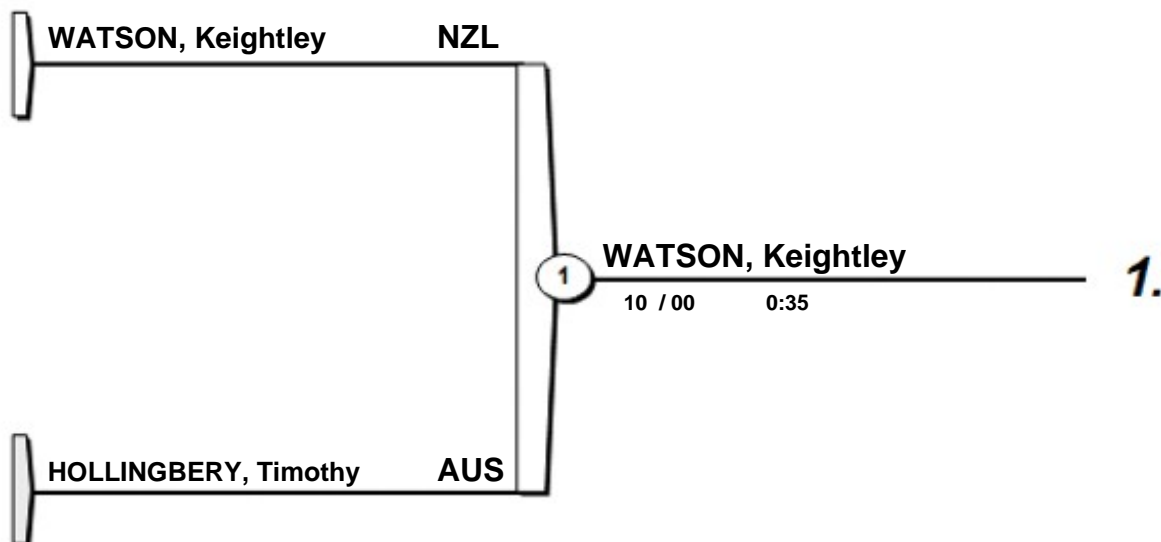 WATSON, Keightley NZL
WATSON, Keightley
1
1.
10 / 00 0:35
HOLLINGBERY, Timothy AUS